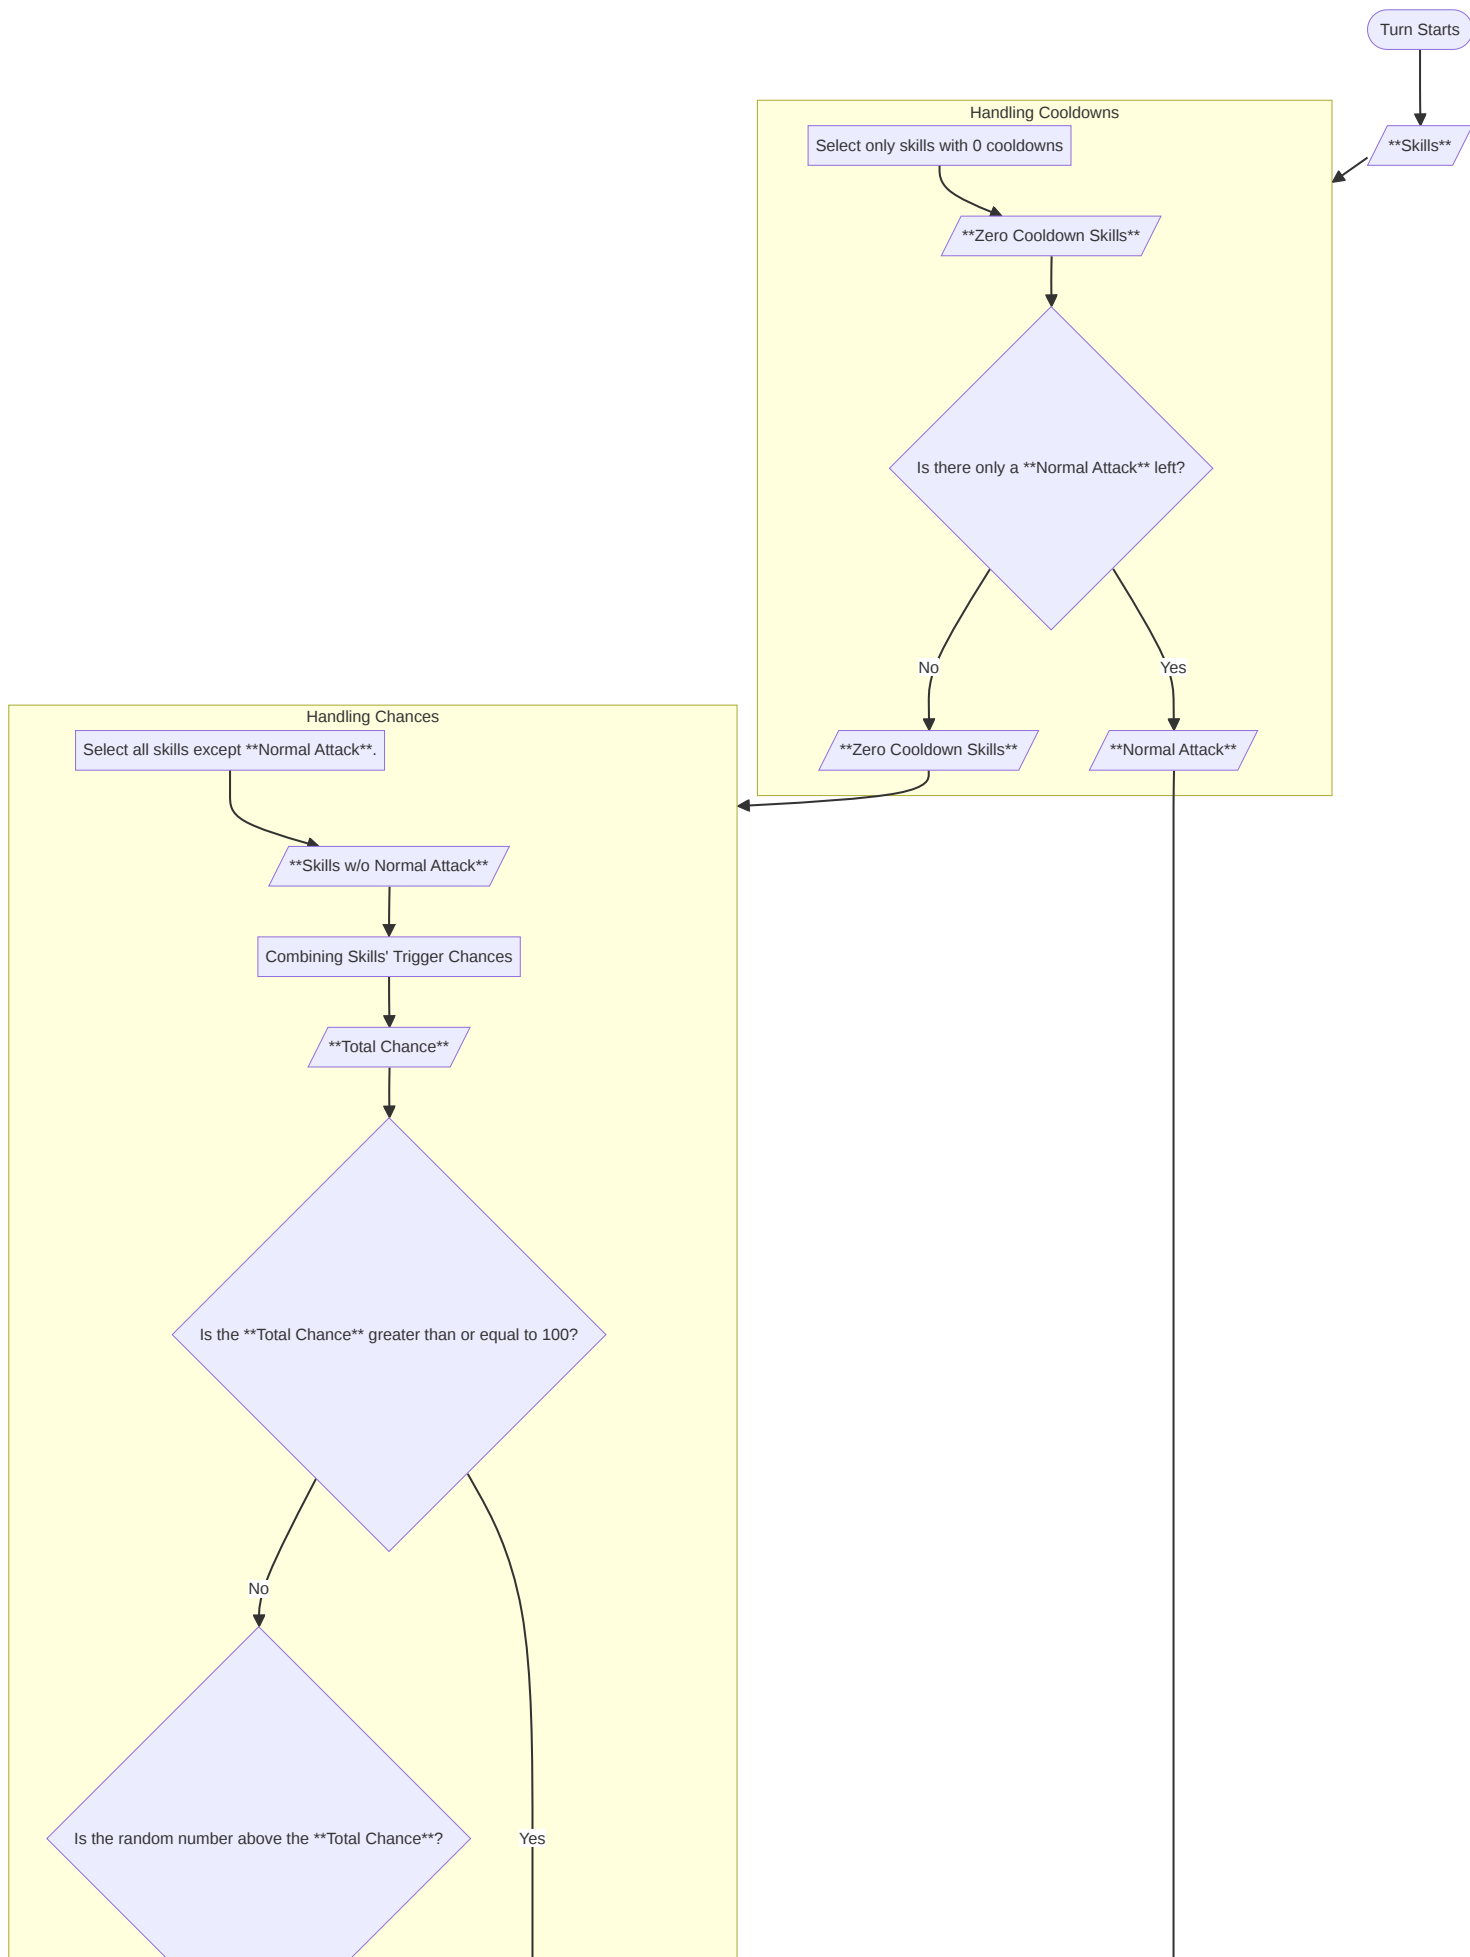 Turn Starts
**Skills**
Handling Cooldowns
Select only skills with 0 cooldowns
**Zero Cooldown Skills**
Is there only a **Normal Attack** left?
No
Yes
**Zero Cooldown Skills**
**Normal Attack**
Handling Chances
Select all skills except **Normal Attack**.
**Skills w/o Normal Attack**
Combining Skills' Trigger Chances
**Total Chance**
Is the **Total Chance** greater than or equal to 100?
No
Is the random number above the **Total Chance**?
Yes